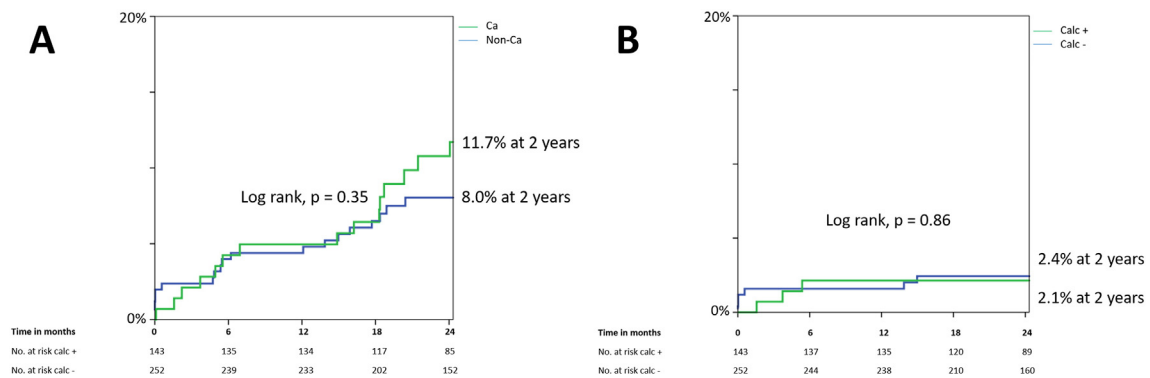 A
20%
Ca
Non-Ca
11.7% at 2 years
Log rank, p = 0.35
8.0% at 2 years
0%
Time in months 0 6 12 18 24
No. at risk calc + 143 135 134 117 85
No. at risk calc - 252 239 233 202 152
B
20%
Calc +
Calc -
Log rank, p = 0.86
2.4% at 2 years
2.1% at 2 years
0%
Time in months 0 6 12 18 24
No. at risk calc + 143 137 135 120 89
No. at risk calc - 252 244 238 210 160